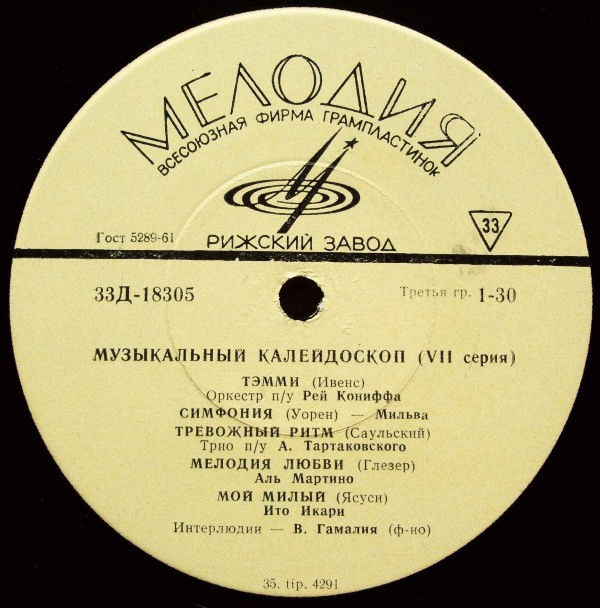 МЕЛОДИЯ
ВСЕСОЮЗНАЯ ФИРМА ГРАМПЛАСТИНОК
Гост 5289-61
РИЖСКИЙ ЗАВОД
33
33Д-18305
Третья гр. 1-30
МУЗЫКАЛЬНЫЙ КАЛЕЙДОСКОП (VII серия)
ТЭММИ (Ивенс)
Оркестр п/у Рей Кониффа
СИМФОНИЯ (Уорен) — Мильва
ТРЕВОЖНЫЙ РИТМ (Саульский)
Трио п/у А. Тартаковского
МЕЛОДИЯ ЛЮБВИ (Глезер)
Аль Мартино
МОЙ МИЛЫЙ (Ясуси)
Ито Икари
Интерлюдии — В. Гамалия (ф-но)
35. tip. 4291